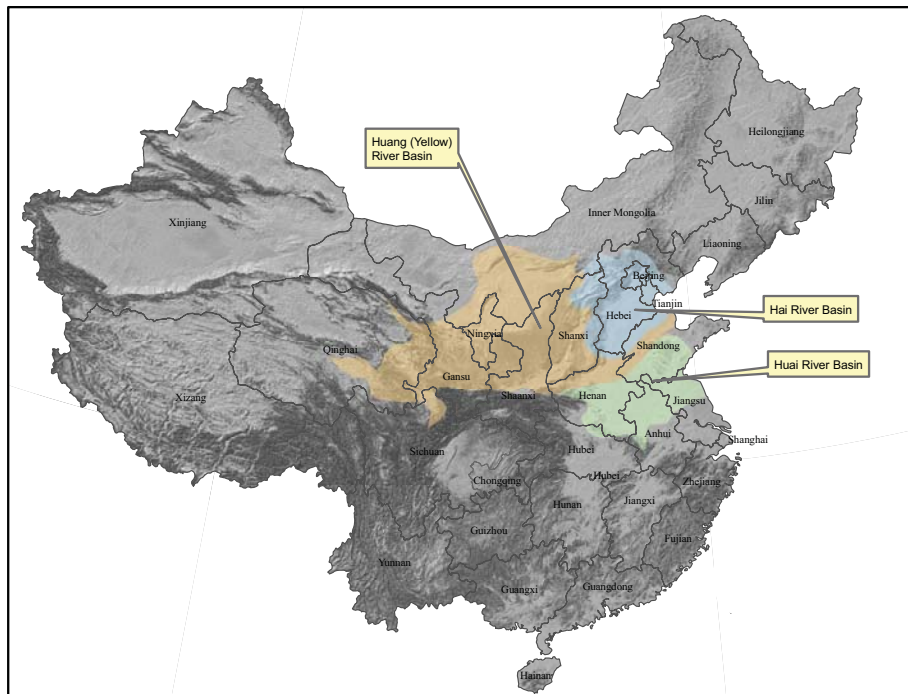 Heilongjiang
Huang (Yellow)
River Basin
Jilin
Inner Mongolia
Xinjiang
Liaoning
Beijing
Tianjin
Hai River Basin
Hebei
Ningxia
Shanxi
Shandong
Qinghai
Huai River Basin
Gansu
Xizang
Shaanxi
Henan
Jiangsu
Anhui
Shanghai
Sichuan
Hubei
Hubei
Chongqing
Zhejiang
Jiangxi
Hunan
Guizhou
Fujian
Yunnan
Guangxi
Guangdong
Hainan